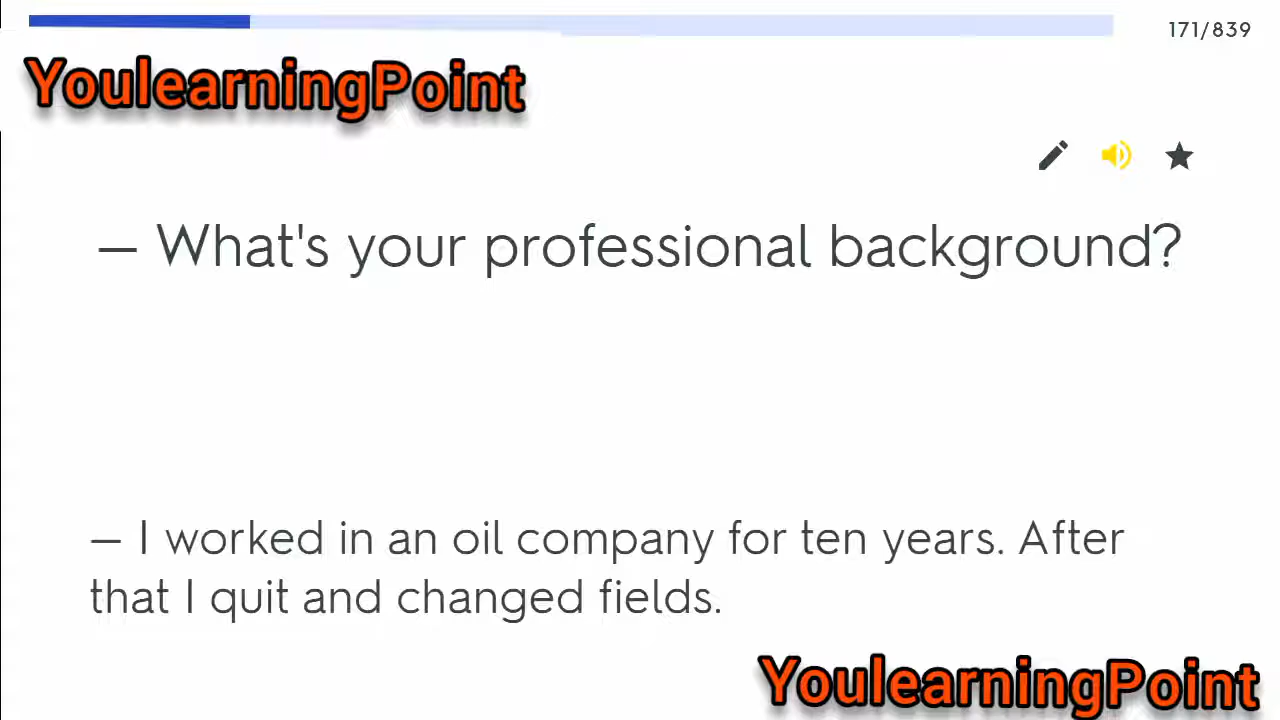 171/839
YoulearningPoint
– What's your professional background?
– I worked in an oil company for ten years. After
that I quit and changed fields.
YoulearningPoint